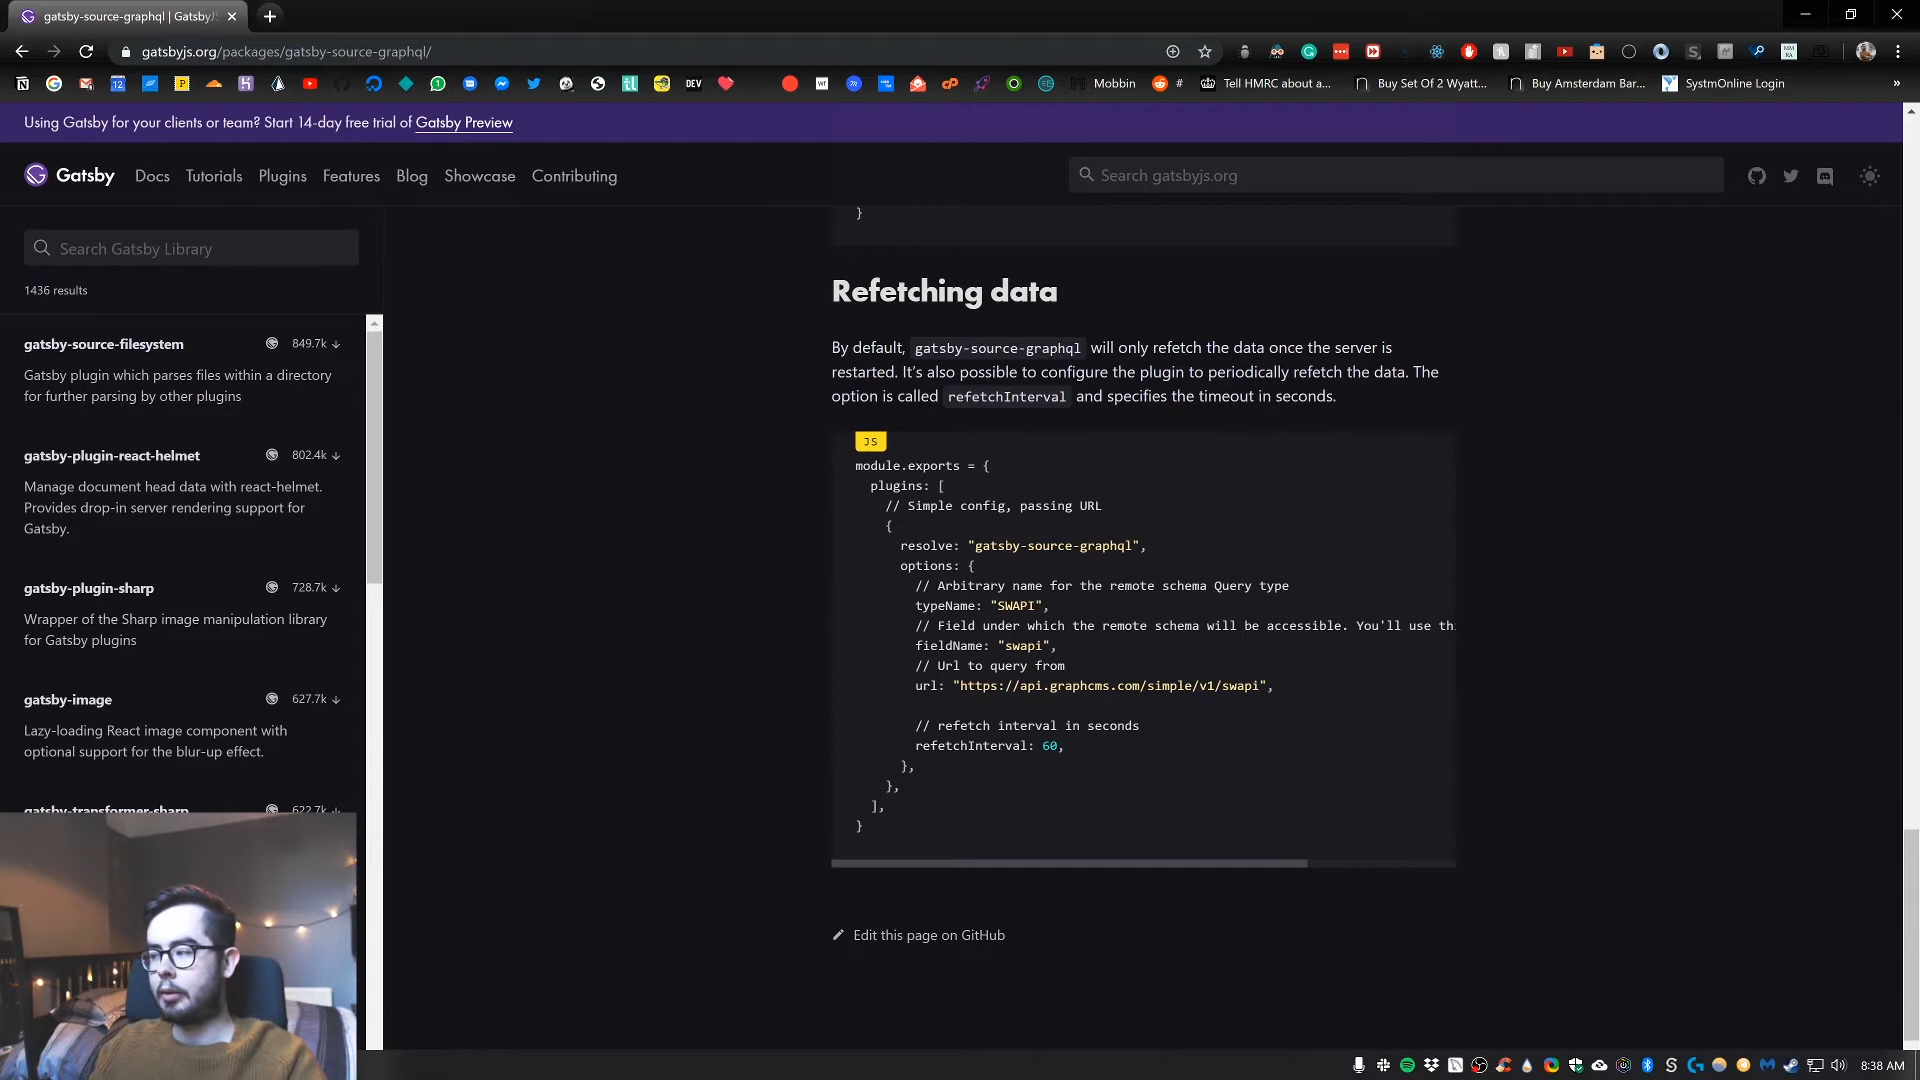 gatsby-source-graphql | GatsbyJS
gatsbyjs.org/packages/gatsby-source-graphql/
DEV
Mobbin
#
Tell HMRC about a...
Buy Set Of 2 Wyatt...
Buy Amsterdam Bar...
SystmOnline Login
»
Using Gatsby for your clients or team? Start 14-day free trial of Gatsby Preview
Gatsby
Docs
Tutorials
Plugins
Features
Blog
Showcase
Contributing
Search gatsbyjs.org
Search Gatsby Library
1436 results
gatsby-source-filesystem
849.7k ↓
Gatsby plugin which parses files within a directory
for further parsing by other plugins
gatsby-plugin-react-helmet
802.4k ↓
Manage document head data with react-helmet.
Provides drop-in server rendering support for
Gatsby.
gatsby-plugin-sharp
728.7k ↓
Wrapper of the Sharp image manipulation library
for Gatsby plugins
gatsby-image
627.7k ↓
Lazy-loading React image component with
optional support for the blur-up effect.
gatsby-transformer-sharp
622.7k ↓
}
Refetching data
By default, gatsby-source-graphql will only refetch the data once the server is
restarted. It's also possible to configure the plugin to periodically refetch the data. The
option is called refetchInterval and specifies the timeout in seconds.
JS
module.exports = {
plugins: [
// Simple config, passing URL
{
resolve: "gatsby-source-graphql",
options: {
// Arbitrary name for the remote schema Query type
typeName: "SWAPI",
// Field under which the remote schema will be accessible. You'll use th
fieldName: "swapi",
// Url to query from
url: "https://api.graphcms.com/simple/v1/swapi",
// refetch interval in seconds
refetchInterval: 60,
},
},
],
}
Edit this page on GitHub
8:38 AM